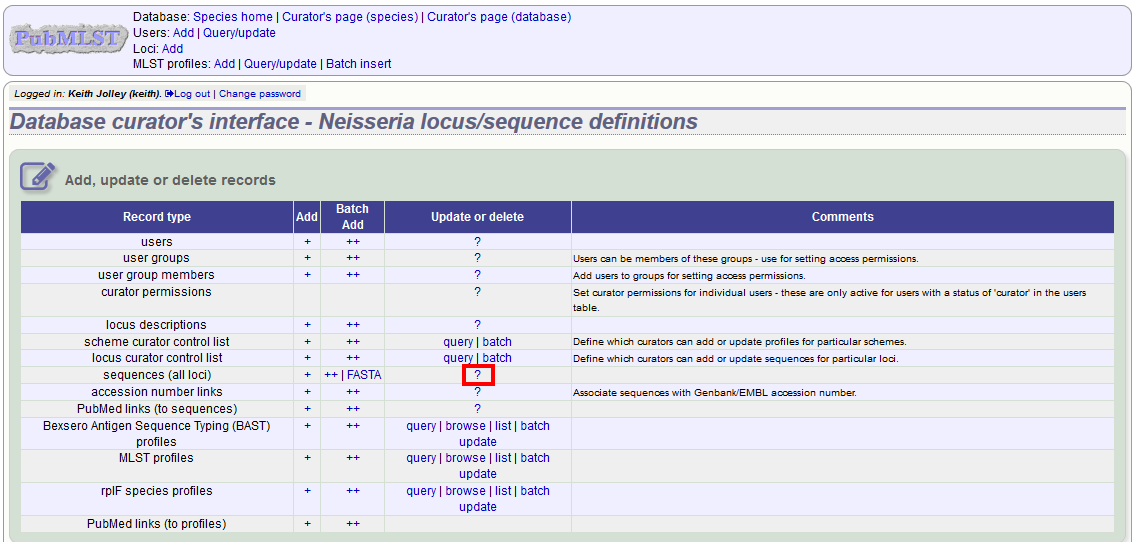 PubMLST
Database: Species home | Curator's page (species) | Curator's page (database)
Users: Add | Query/update
Loci: Add
MLST profiles: Add | Query/update | Batch insert
Logged in: Keith Jolley (keith). Log out | Change password
Database curator's interface - Neisseria locus/sequence definitions
Add, update or delete records
Record type Add Batch Add Update or delete Comments
users + ++ ?
user groups + ++ ? Users can be members of these groups - use for setting access permissions.
user group members + ++ ? Add users to groups for setting access permissions.
curator permissions ? Set curator permissions for individual users - these are only active for users with a status of 'curator' in the users
table.
locus descriptions + ++ ?
scheme curator control list + ++ query | batch Define which curators can add or update profiles for particular schemes.
locus curator control list + ++ query | batch Define which curators can add or update sequences for particular loci.
sequences (all loci) + ++ | FASTA ?
accession number links + ++ ? Associate sequences with Genbank/EMBL accession number.
PubMed links (to sequences) + ++ ?
Bexsero Antigen Sequence Typing (BAST) + ++ query | browse | list | batch
profiles update
MLST profiles + ++ query | browse | list | batch
update
rplF species profiles + ++ query | browse | list | batch
update
PubMed links (to profiles) + ++